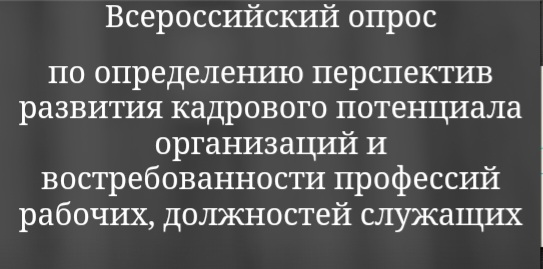 Всероссийский опрос
по определению перспектив
развития кадрового потенциала
организаций и
востребованности профессий
рабочих, должностей служащих